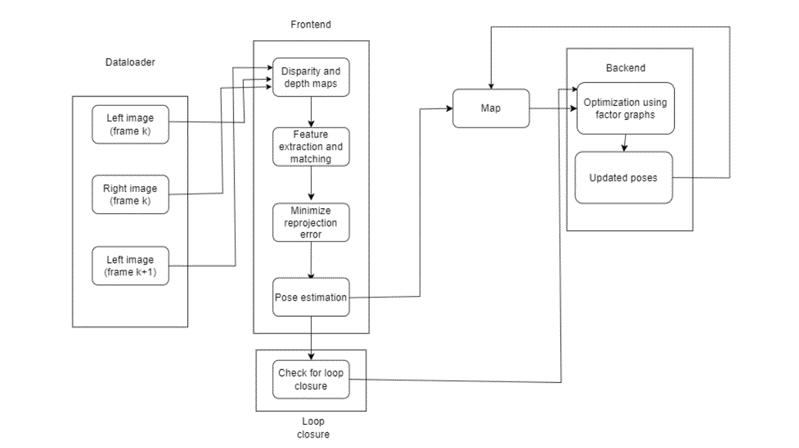 Frontend
Dataloader
Disparity and
depth maps
Backend
Left image
(frame k)
Map
Optimization using
factor graphs
Feature
extraction and
matching
Right image
(frame k)
Updated poses
Minimize
reprojection
error
Left image
(frame k+1)
Pose estimation
Check for loop
closure
Loop
closure